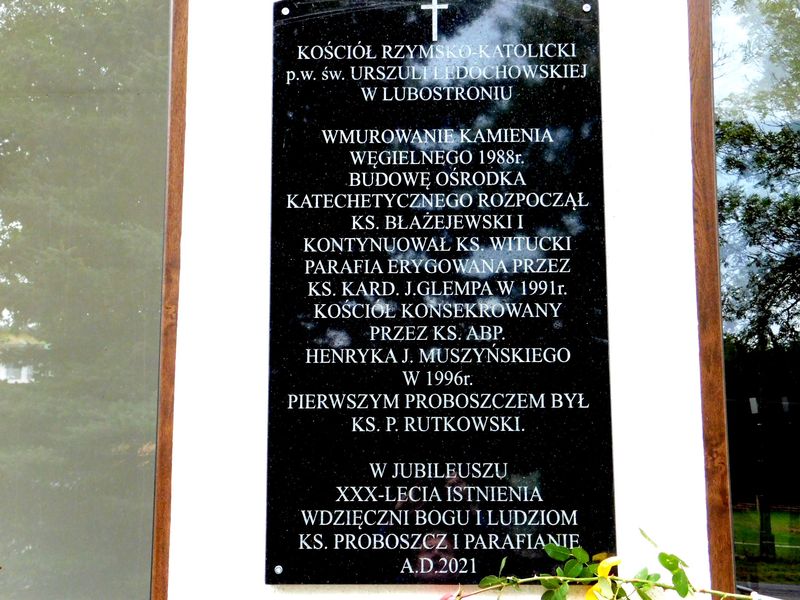 KOŚCIÓŁ RZYMSKO-KATOLICKI
p.w. św. URSZULI LEDÓCHOWSKIEJ
W LUBOSTRONIU
WMUROWANIE KAMIENIA
WĘGIELNEGO 1988r.
BUDOWĘ OŚRODKA
KATECHETYCZNEGO ROZPOCZĄŁ
KS. BŁAŻEJEWSKI I
KONTYNUOWAŁ KS. WITUCKI
PARAFIA ERYGOWANA PRZEZ
KS. KARD. J.GLEMPA W 1991r.
KOŚCIÓŁ KONSEKROWANY
PRZEZ KS. ABP.
HENRYKA J. MUSZYŃSKIEGO
W 1996r.
PIERWSZYM PROBOSZCZEM BYŁ
KS. P. RUTKOWSKI.
W JUBILEUSZU
XXX-LECIA ISTNIENIA
WDZIĘCZNI BOGU I LUDZIOM
KS. PROBOSZCZ I PARAFIANIE
A.D.2021